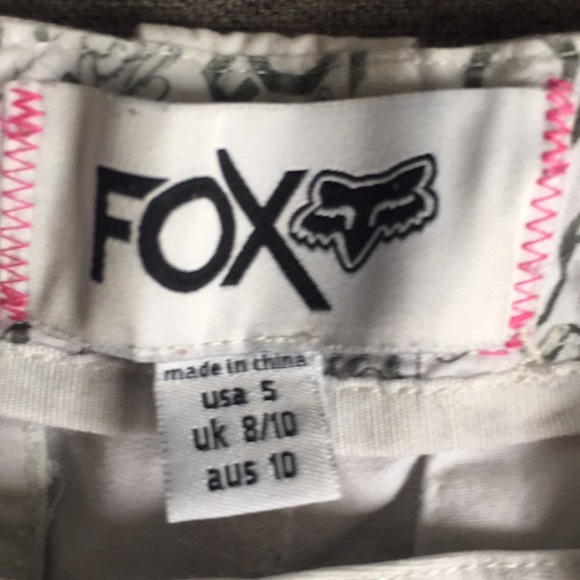 FOX
made in china
usa 5
uk 8/10
aus 10